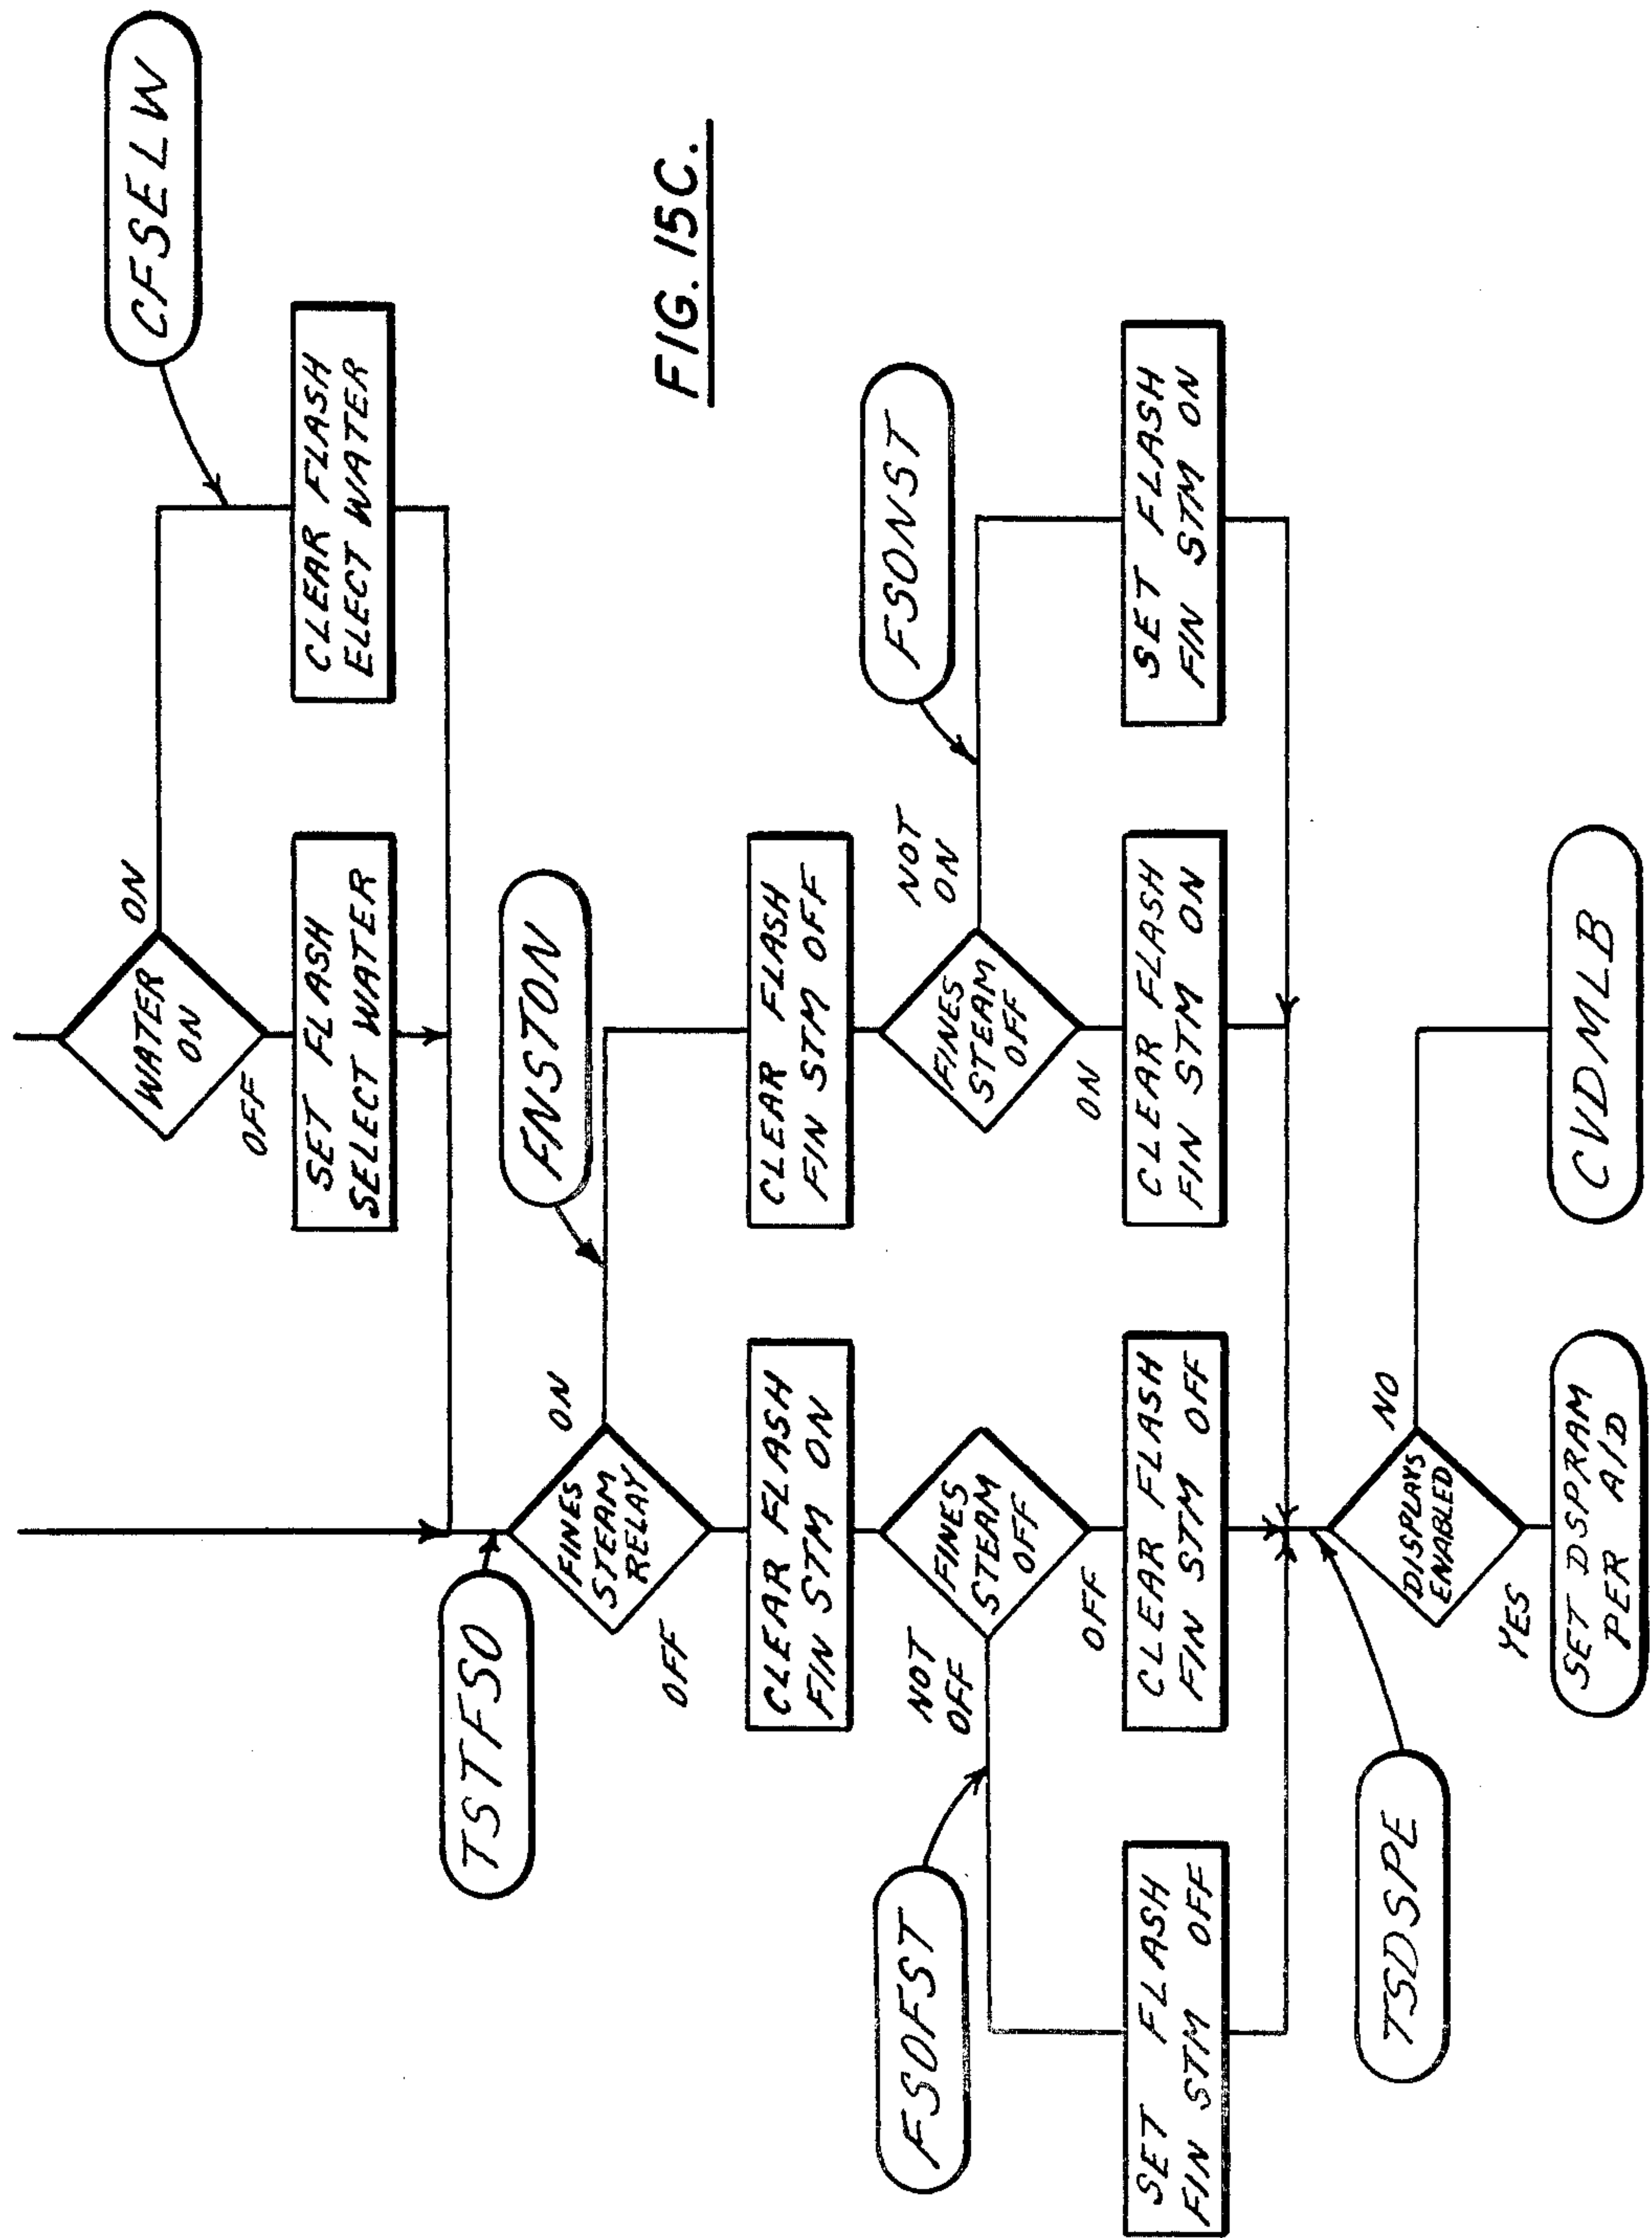 CFSELW
WATER
ON
ON
OFF
SET FLASH
SELECT WATER
CLEAR FLASH
ELECT WATER
FIG. 15C.
TSTFSO
FNSTON
FINES
STEAM
RELAY
ON
OFF
CLEAR FLASH
FIN STM ON
CLEAR FLASH
FIN STM OFF
FSOFST
NOT
OFF
FINES
STEAM
OFF
OFF
FINES
STEAM
OFF
NOT
ON
ON
FSONST
SET FLASH
FIN STM OFF
CLEAR FLASH
FIN STM OFF
CLEAR FLASH
FIN STM ON
SET FLASH
FIN STM ON
TSDSPE
DISPLAYS
ENABLED
NO
YES
SET DSPRAM
PER A/D
CVDMLB